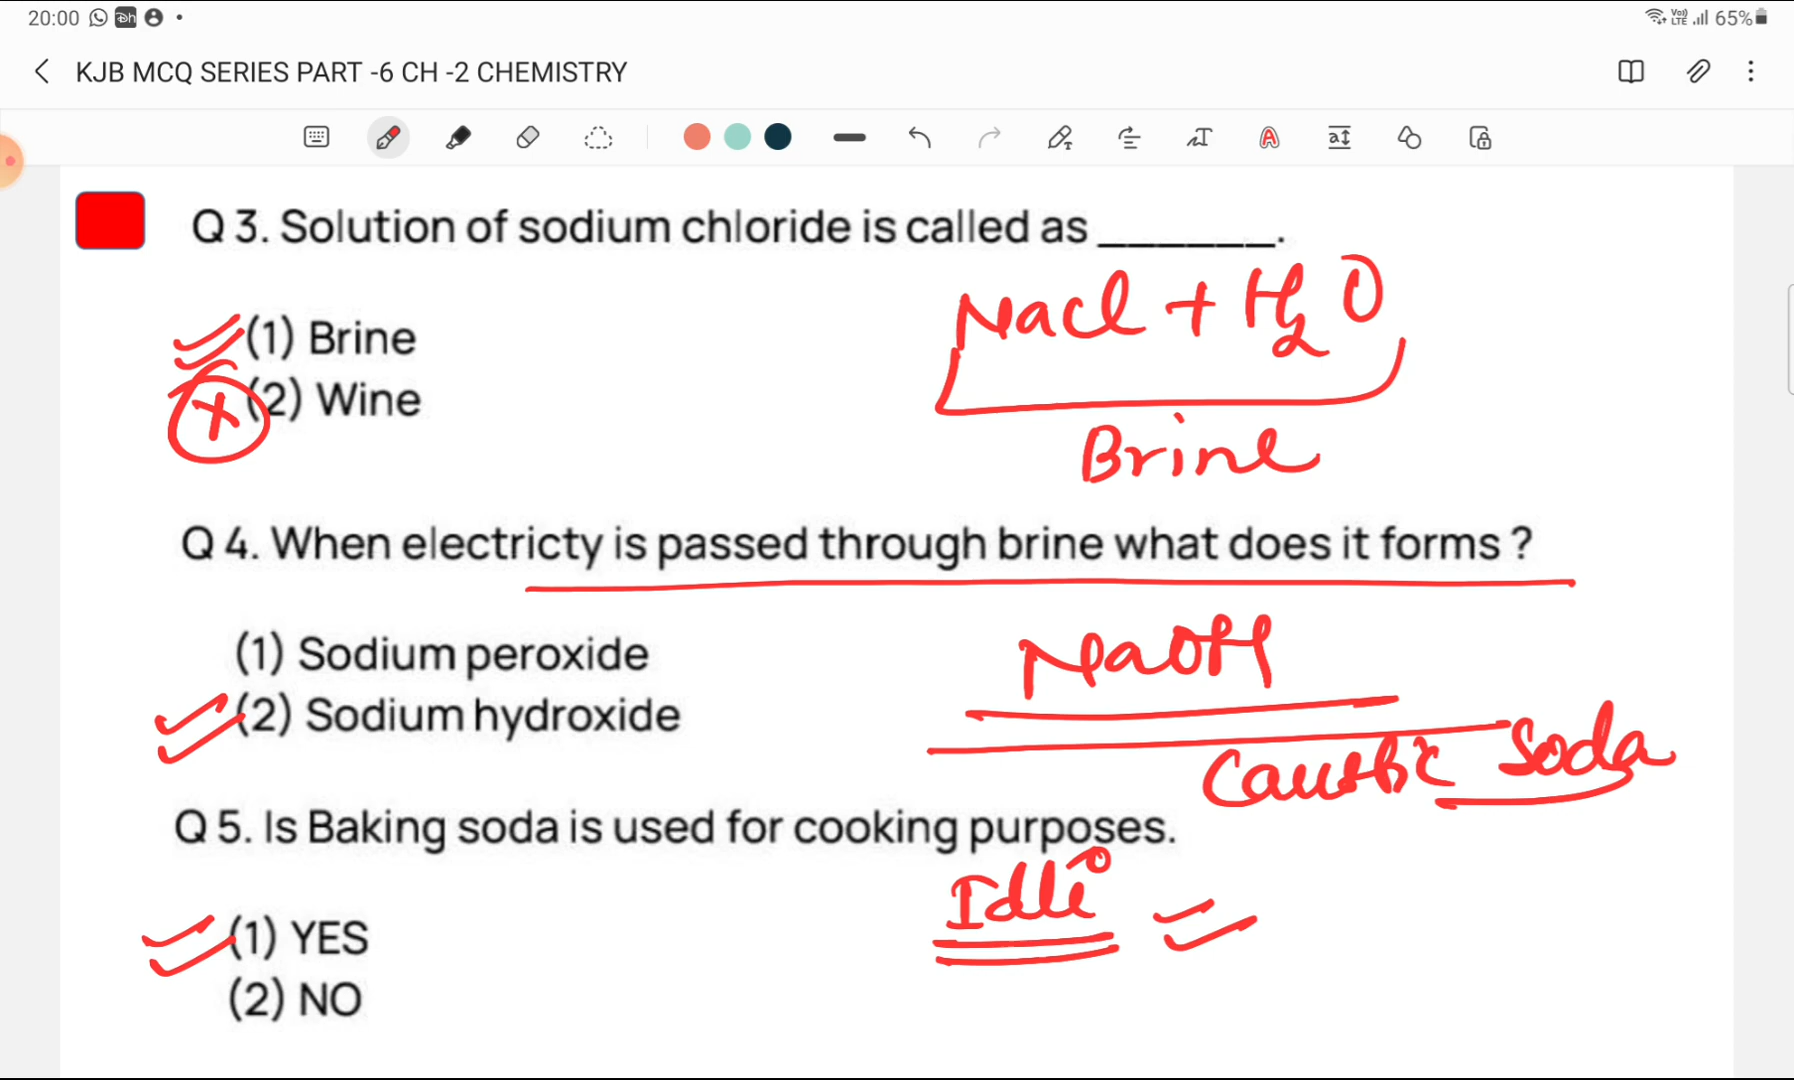 20:00
Vo) LTE 65%
KJB MCQ SERIES PART -6 CH -2 CHEMISTRY
Q 3. Solution of sodium chloride is called as ______.
NaCl + H2O
(1) Brine
(2) Wine
Brine
Q 4. When electricty is passed through brine what does it forms ?
(1) Sodium peroxide
NaOH
(2) Sodium hydroxide
Caustic Soda
Q 5. Is Baking soda is used for cooking purposes.
Idli
(1) YES
(2) NO